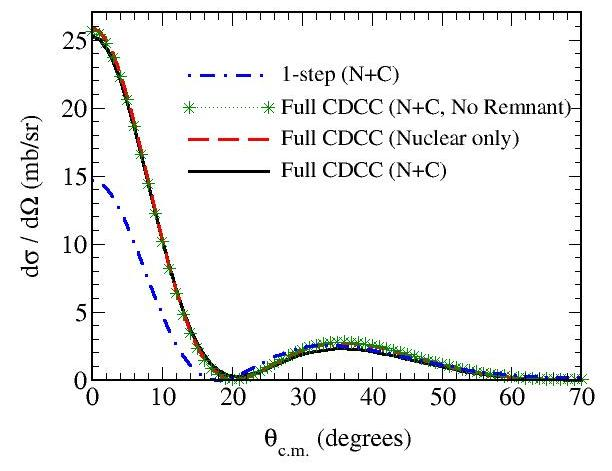 25
20
15
10
5
0
dσ / dΩ (mb/sr)
1-step (N+C)
Full CDCC (N+C, No Remnant)
Full CDCC (Nuclear only)
Full CDCC (N+C)
0 10 20 30 40 50 60 70
θc.m. (degrees)